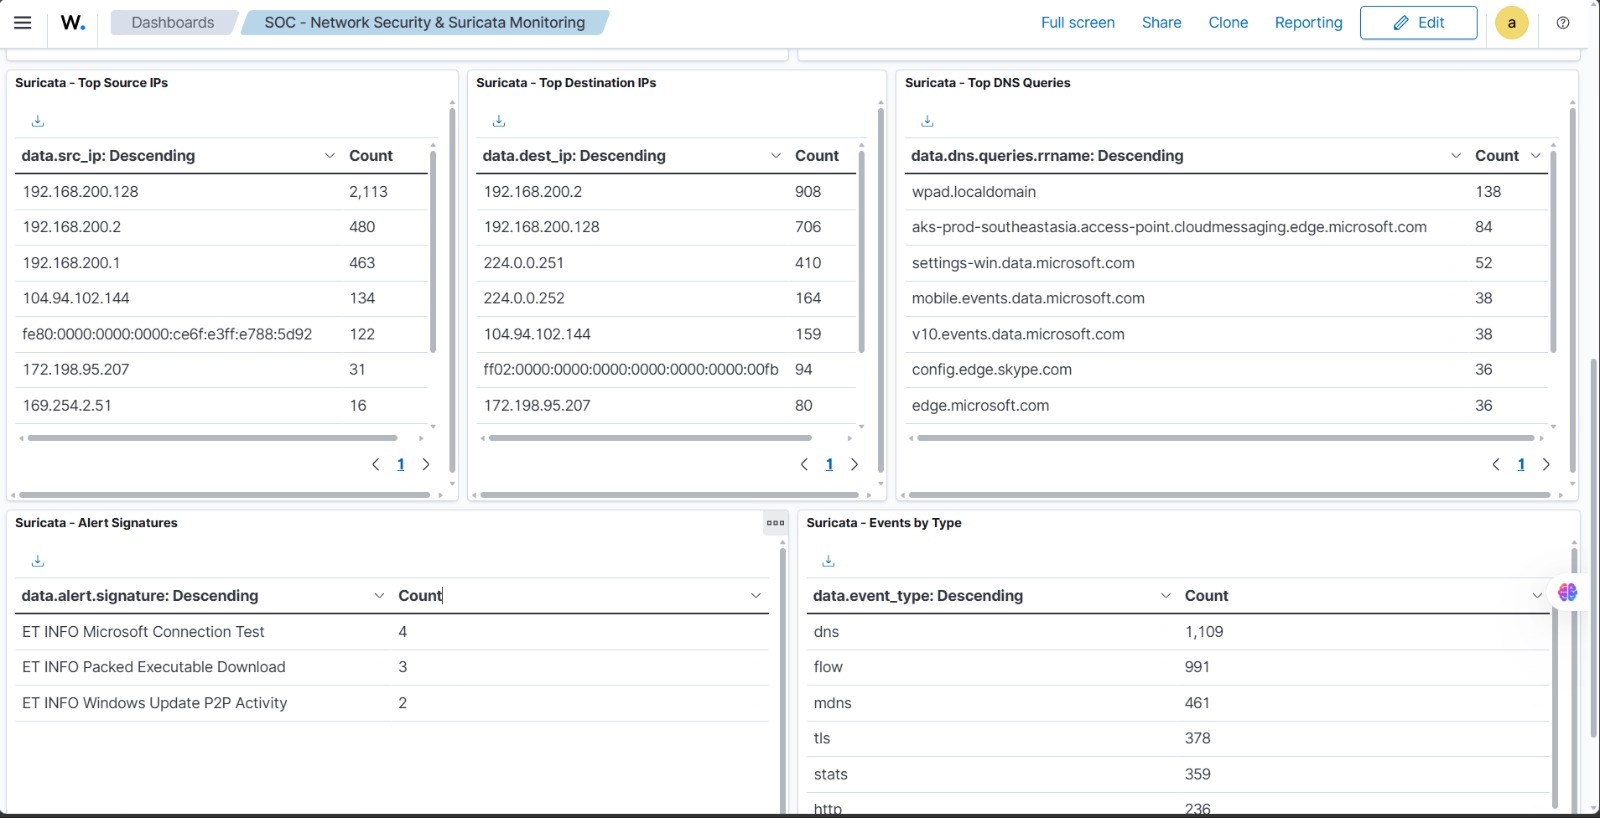 W. Dashboards SOC - Network Security & Suricata Monitoring Full screen Share Clone Reporting Edit a
Suricata - Top Source IPs
data.src_ip: Descending Count
192.168.200.128 2,113
192.168.200.2 480
192.168.200.1 463
104.94.102.144 134
fe80:0000:0000:0000:ce6f:e3ff:e788:5d92 122
172.198.95.207 31
169.254.2.51 16
1
Suricata - Top Destination IPs
data.dest_ip: Descending Count
192.168.200.2 908
192.168.200.128 706
224.0.0.251 410
224.0.0.252 164
104.94.102.144 159
ff02:0000:0000:0000:0000:0000:0000:00fb 94
172.198.95.207 80
1
Suricata - Top DNS Queries
data.dns.queries.rrname: Descending Count
wpad.localdomain 138
aks-prod-southeastasia.access-point.cloudmessaging.edge.microsoft.com 84
settings-win.data.microsoft.com 52
mobile.events.data.microsoft.com 38
v10.events.data.microsoft.com 38
config.edge.skype.com 36
edge.microsoft.com 36
1
Suricata - Alert Signatures
data.alert.signature: Descending Count
ET INFO Microsoft Connection Test 4
ET INFO Packed Executable Download 3
ET INFO Windows Update P2P Activity 2
Suricata - Events by Type
data.event_type: Descending Count
dns 1,109
flow 991
mdns 461
tls 378
stats 359
http 236